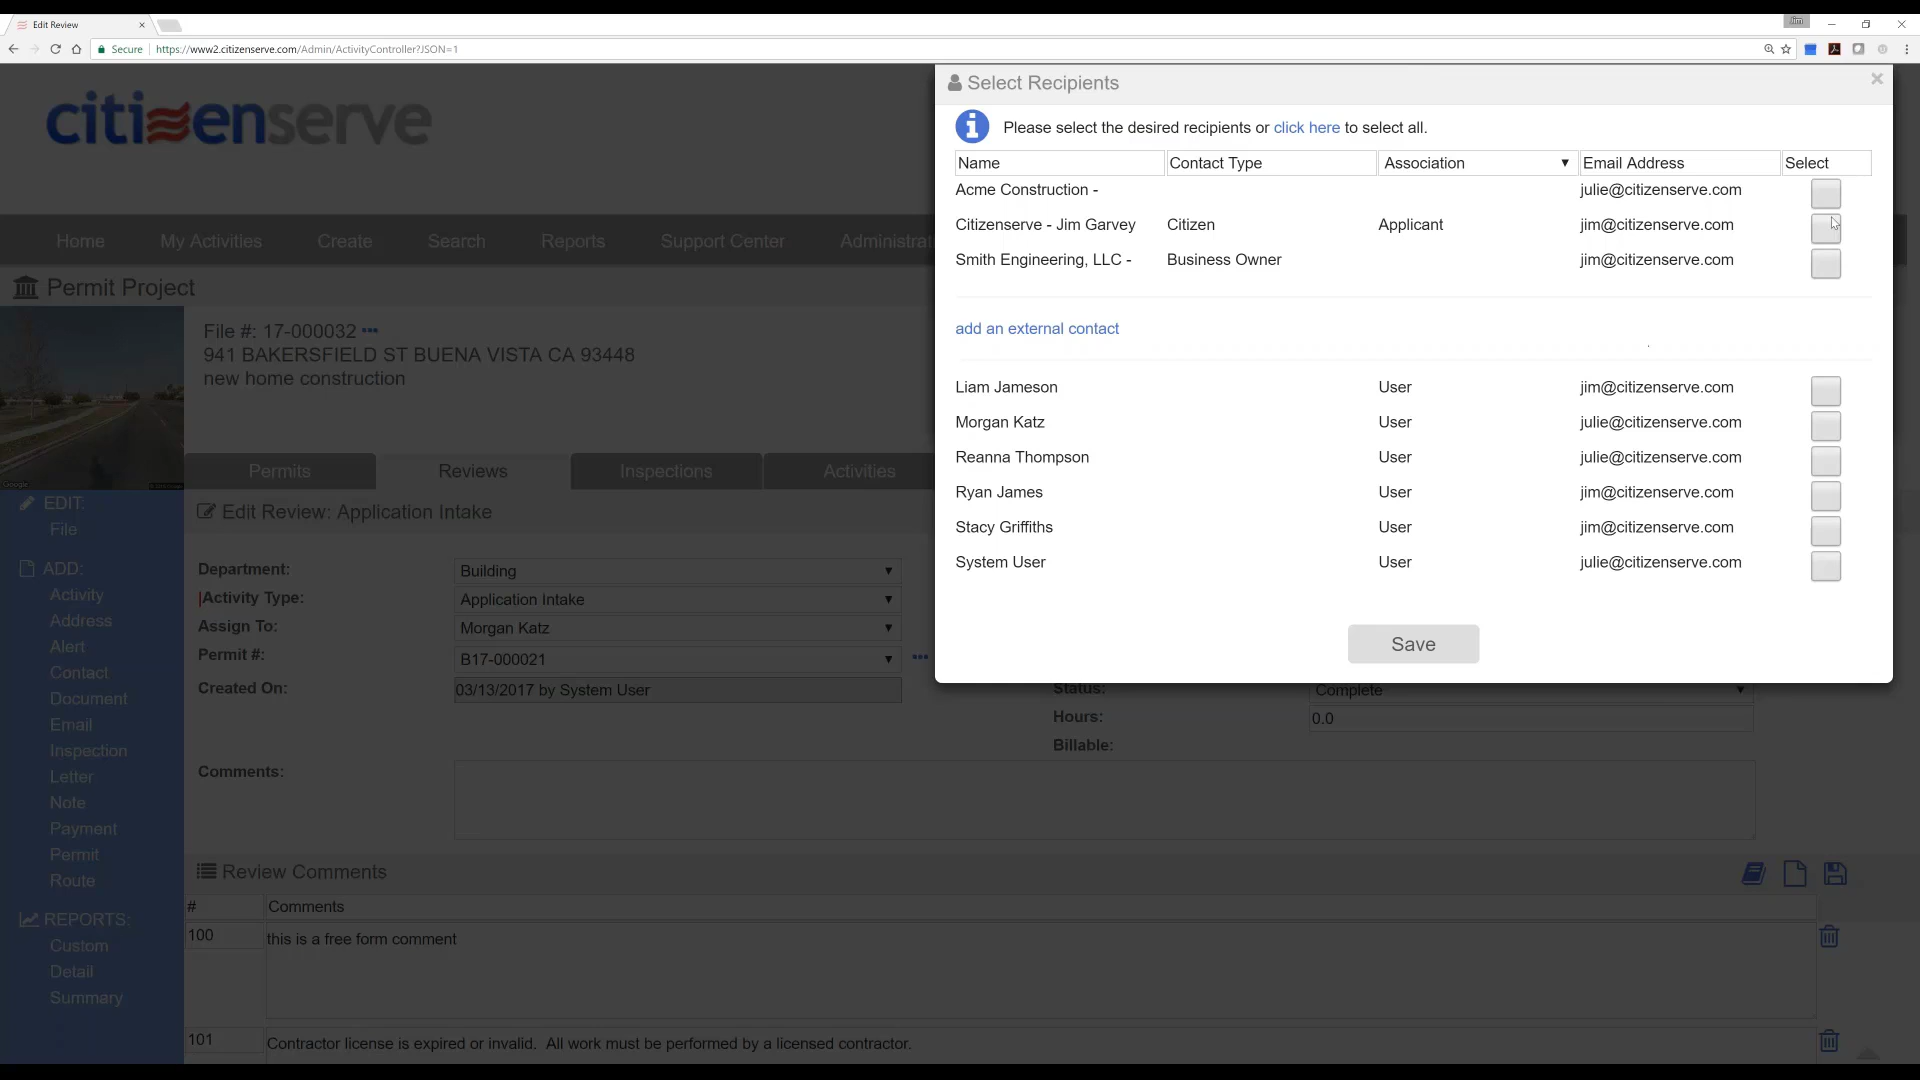 Edit Review
Jim
Secure
https://www2.citizenserve.com/Admin/ActivityController?JSON=1
citizenserve
Home
My Activities
Create
Search
Reports
Support Center
Administrat
Permit Project
Google
File #: 17-000032 •••
941 BAKERSFIELD ST BUENA VISTA CA 93448
new home construction
Permits
Reviews
Inspections
Activities
EDIT:
File
ADD:
Activity
Address
Alert
Contact
Document
Email
Inspection
Letter
Note
Payment
Permit
Route
REPORTS:
Custom
Detail
Summary
Edit Review: Application Intake
Department: Building
Activity Type: Application Intake
Assign To: Morgan Katz
Permit #: B17-000021 •••
Created On: 03/13/2017 by System User
Status: Complete
Hours: 0.0
Billable:
Comments:
Review Comments
# Comments
100 this is a free form comment
101 Contractor license is expired or invalid.  All work must be performed by a licensed contractor.
Select Recipients
Please select the desired recipients or click here to select all.
Name Contact Type Association Email Address Select
Acme Construction - julie@citizenserve.com
Citizenserve - Jim Garvey Citizen Applicant jim@citizenserve.com
Smith Engineering, LLC - Business Owner jim@citizenserve.com
add an external contact
Liam Jameson User jim@citizenserve.com
Morgan Katz User julie@citizenserve.com
Reanna Thompson User julie@citizenserve.com
Ryan James User jim@citizenserve.com
Stacy Griffiths User jim@citizenserve.com
System User User julie@citizenserve.com
Save